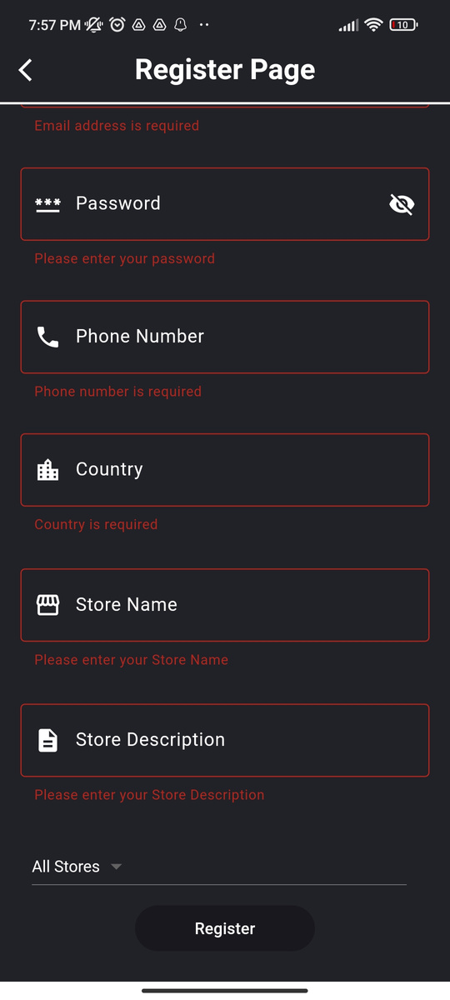 7:57 PM
10
Register Page
Email address is required
*** Password
Please enter your password
Phone Number
Phone number is required
Country
Country is required
Store Name
Please enter your Store Name
Store Description
Please enter your Store Description
All Stores
Register